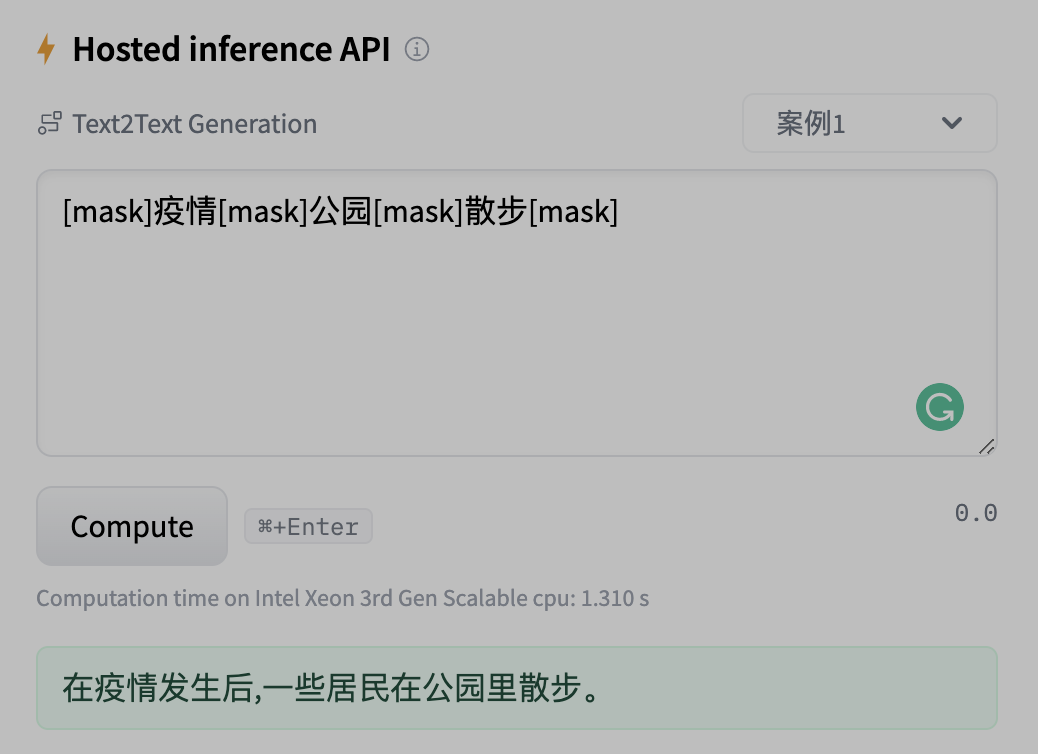 Hosted inference API
Text2Text Generation
案例1
[mask]疫情[mask]公园[mask]散步[mask]
Compute
⌘+Enter
0.0
Computation time on Intel Xeon 3rd Gen Scalable cpu: 1.310 s
在疫情发生后,一些居民在公园里散步。